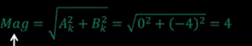 Mag = √(A_k^2 + B_k^2) = √(0^2 + (−4)^2) = 4